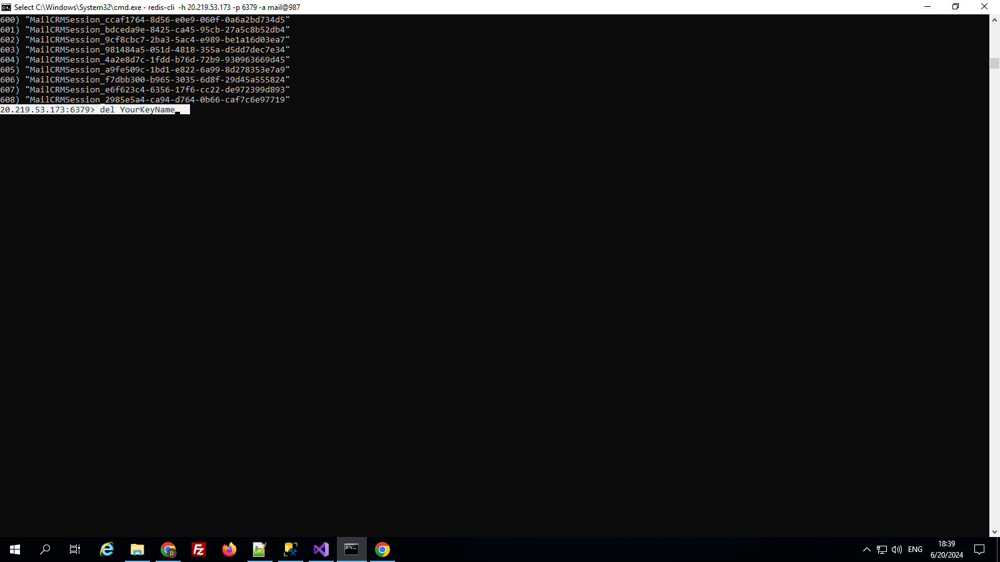 Select C:\Windows\System32\cmd.exe - redis-cli  -h 20.219.53.173 -p 6379 -a mail@987
600) "MailCRMSession_ccaf1764-8d56-e0e9-060f-0a6a2bd734d5"
601) "MailCRMSession_bdceda9e-8425-ca45-95cb-27a5c8b52db4"
602) "MailCRMSession_9cf8cbc7-2ba3-5ac4-e989-be1a16d03ea7"
603) "MailCRMSession_981484a5-051d-4818-355a-d5dd7dec7e34"
604) "MailCRMSession_4a2e8d7c-1fdd-b76d-72b9-930963669d45"
605) "MailCRMSession_a9fe509c-1bd1-e822-6a99-8d278353e7a9"
606) "MailCRMSession_f7dbb300-b965-3035-6d8f-29d45a555824"
607) "MailCRMSession_e6f623c4-6356-17f6-cc22-de972399d893"
608) "MailCRMSession_2985e5a4-ca94-d764-0b66-caf7c6e97719"
20.219.53.173:6379> del YourKeyName
D
ENG
18:39
6/20/2024